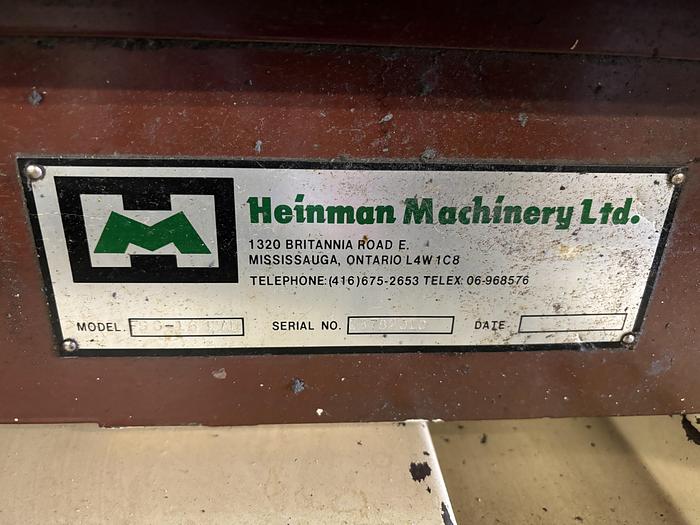 Heinman Machinery Ltd.
1320 BRITANNIA ROAD E.
MISSISSAUGA, ONTARIO L4W 1C8
TELEPHONE: (416) 675-2653 TELEX: 06-968576
MODEL. SERIAL NO. DATE